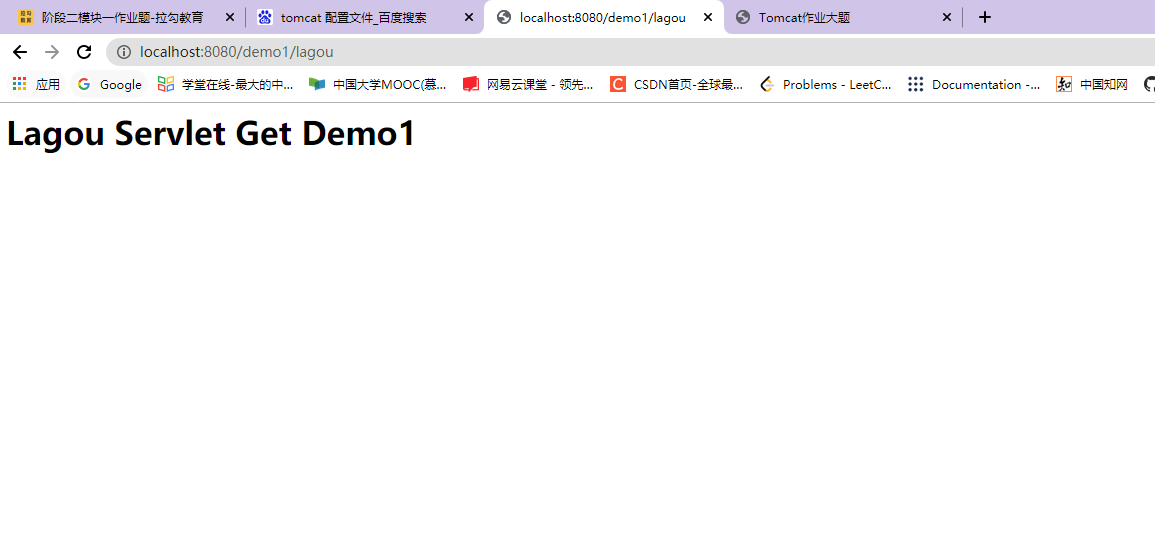 阶段二模块一作业题-拉勾教育
tomcat 配置文件_百度搜索
localhost:8080/demo1/lagou
Tomcat作业大题
localhost:8080/demo1/lagou
应用
Google
学堂在线-最大的中...
中国大学MOOC(慕...
网易云课堂 - 领先...
CSDN首页-全球最...
Problems - LeetC...
Documentation -...
中国知网
Lagou Servlet Get Demo1